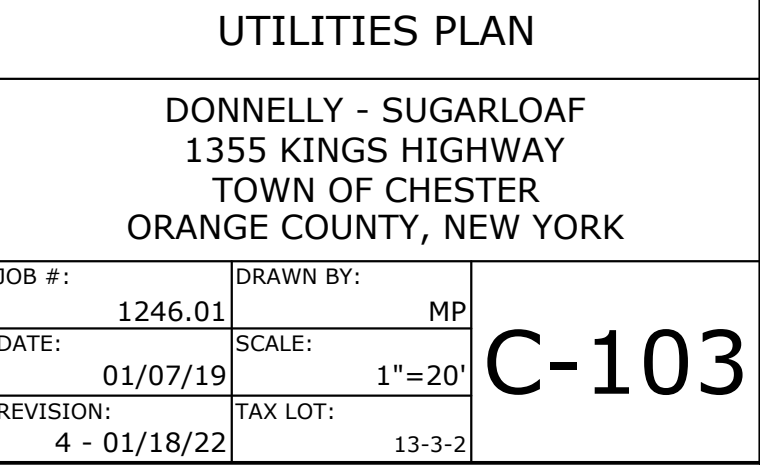 UTILITIES PLAN
DONNELLY - SUGARLOAF
1355 KINGS HIGHWAY
TOWN OF CHESTER
ORANGE COUNTY, NEW YORK
JOB #:
1246.01
DRAWN BY:
MP
DATE:
01/07/19
SCALE:
1"=20'
REVISION:
4 - 01/18/22
TAX LOT:
13-3-2
C-103